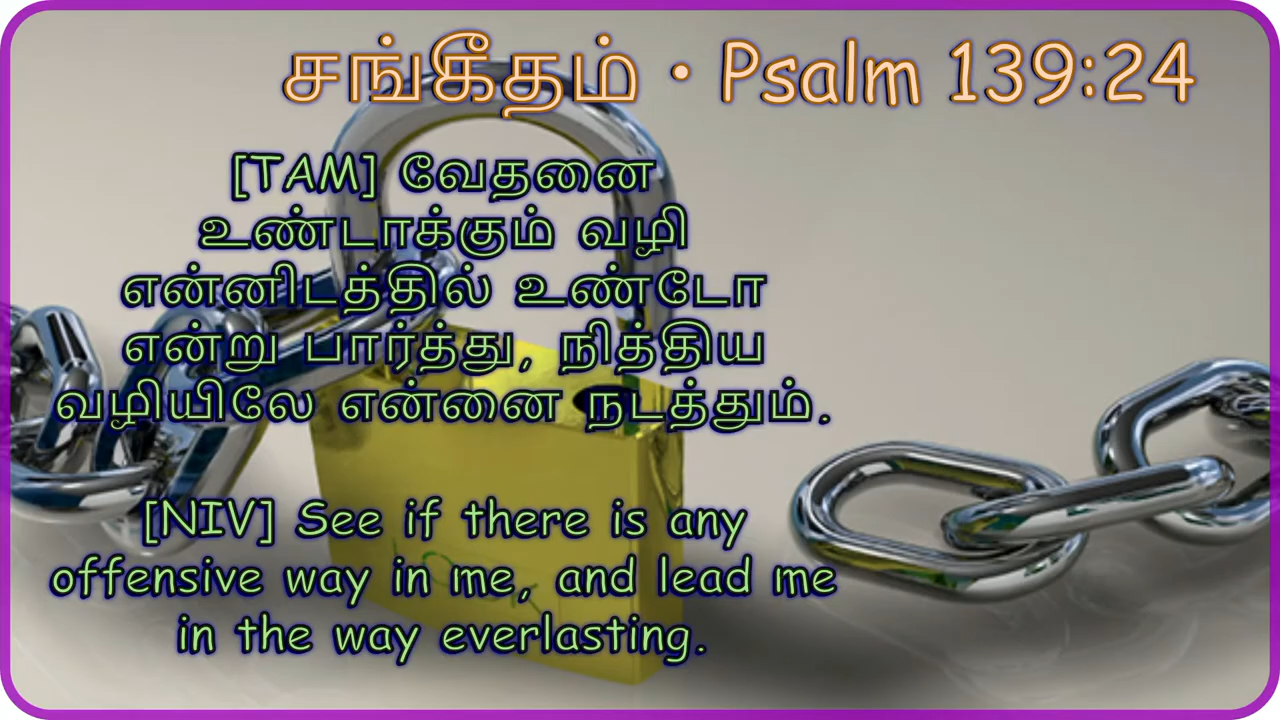 சங்கீதம் · Psalm 139:24
[TAM] வேதனை
உண்டாக்கும் வழி
என்னிடத்தில் உண்டோ
என்று பார்த்து, நித்திய
வழியிலே என்னை நடத்தும்.
[NIV] See if there is any
offensive way in me, and lead me
in the way everlasting.
LOCK